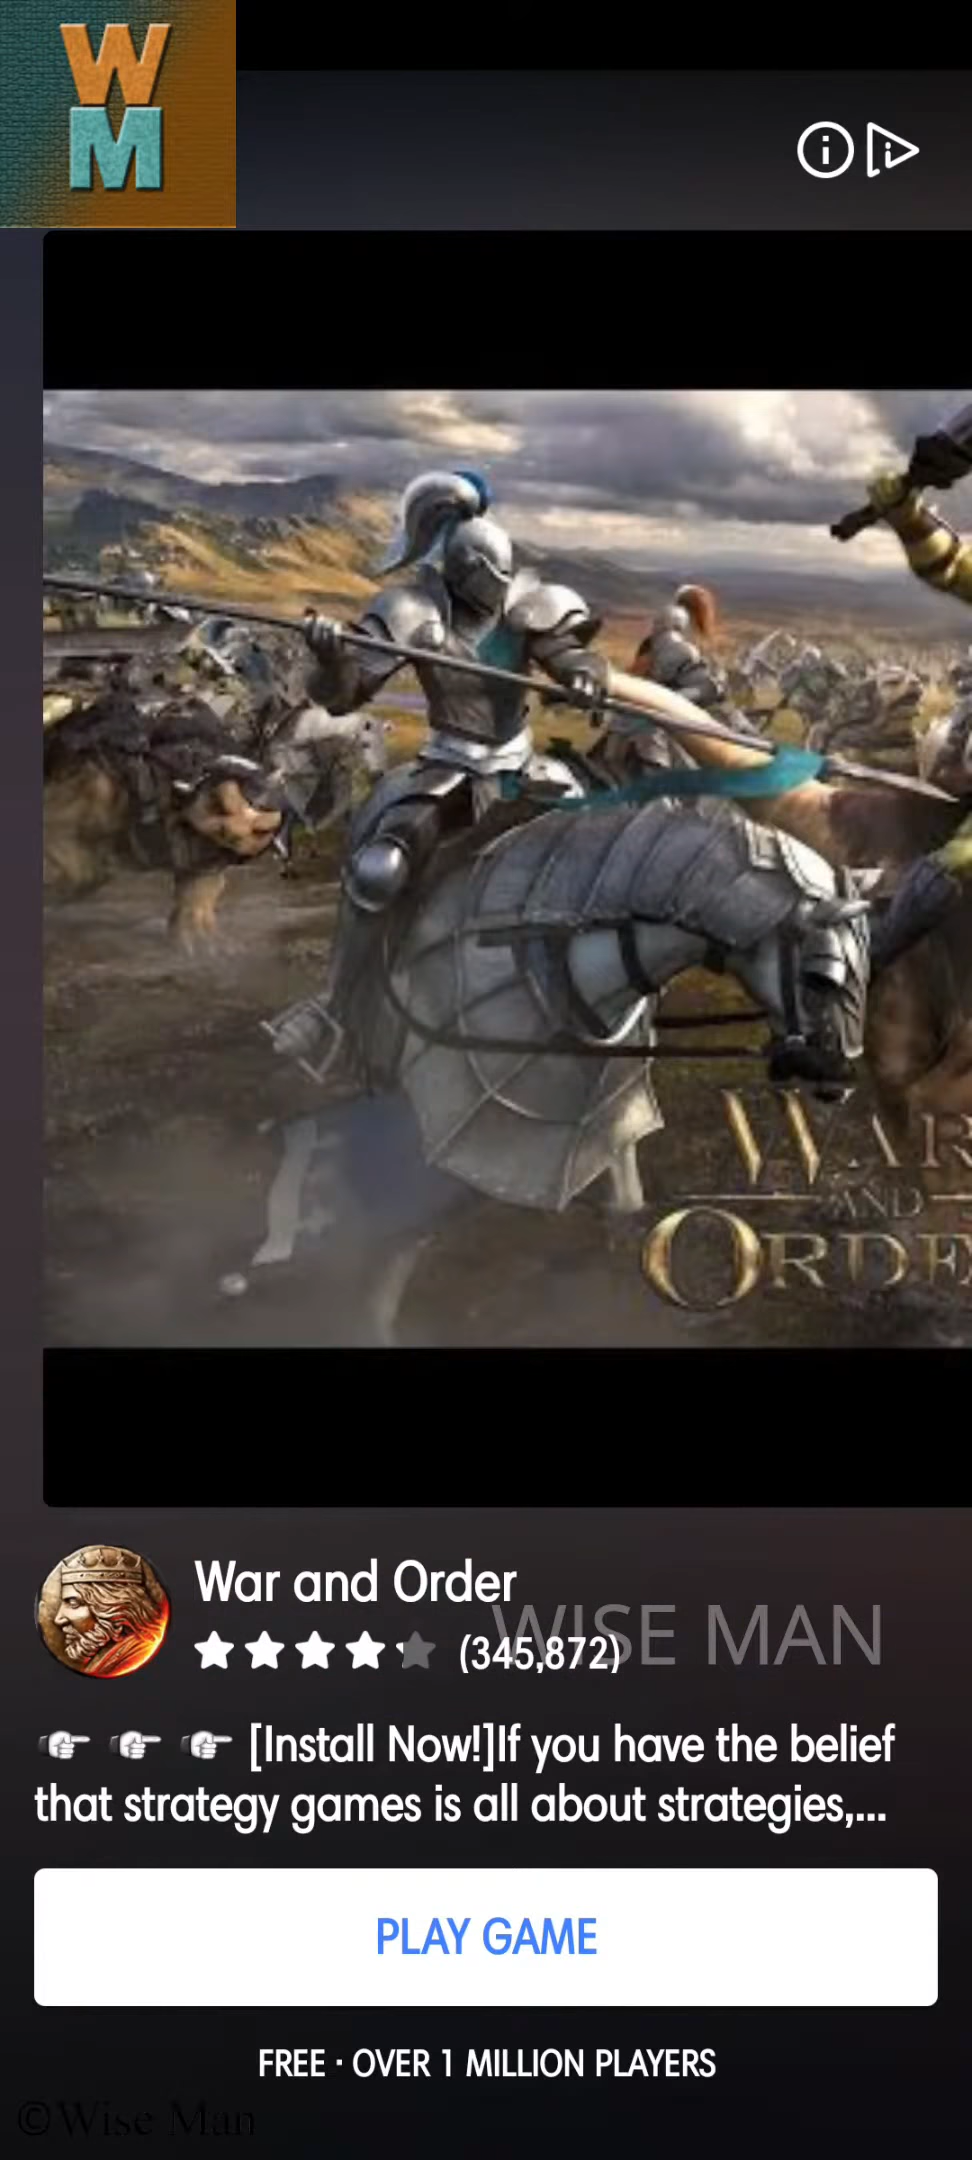 W
M
WAR
AND
ORDE
War and Order
(345,872)
WISE MAN
[Install Now!]If you have the belief
that strategy games is all about strategies,...
PLAY GAME
FREE · OVER 1 MILLION PLAYERS
©Wise Man